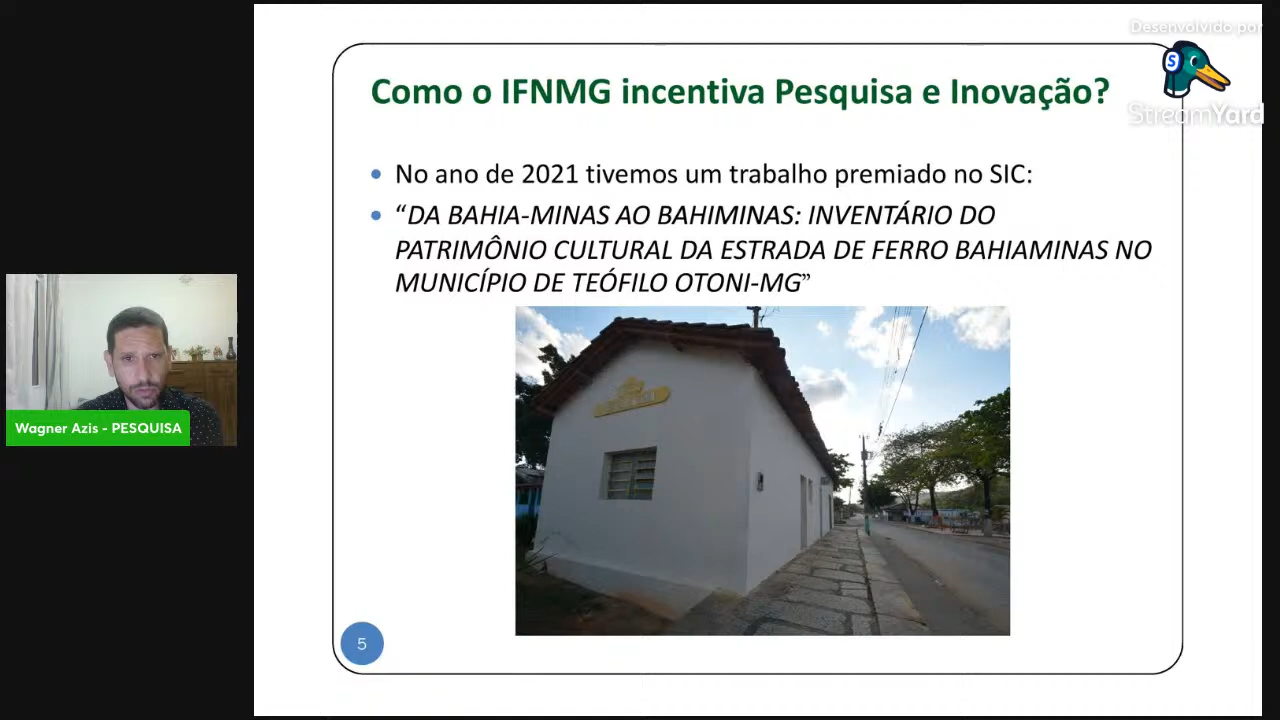 Desenvolvido por
StreamYard
Como o IFNMG incentiva Pesquisa e Inovação?
No ano de 2021 tivemos um trabalho premiado no SIC:
“DA BAHIA-MINAS AO BAHIMINAS: INVENTÁRIO DO
PATRIMÔNIO CULTURAL DA ESTRADA DE FERRO BAHIAMINAS NO
MUNICÍPIO DE TEÓFILO OTONI-MG”
Wagner Azis - PESQUISA
5